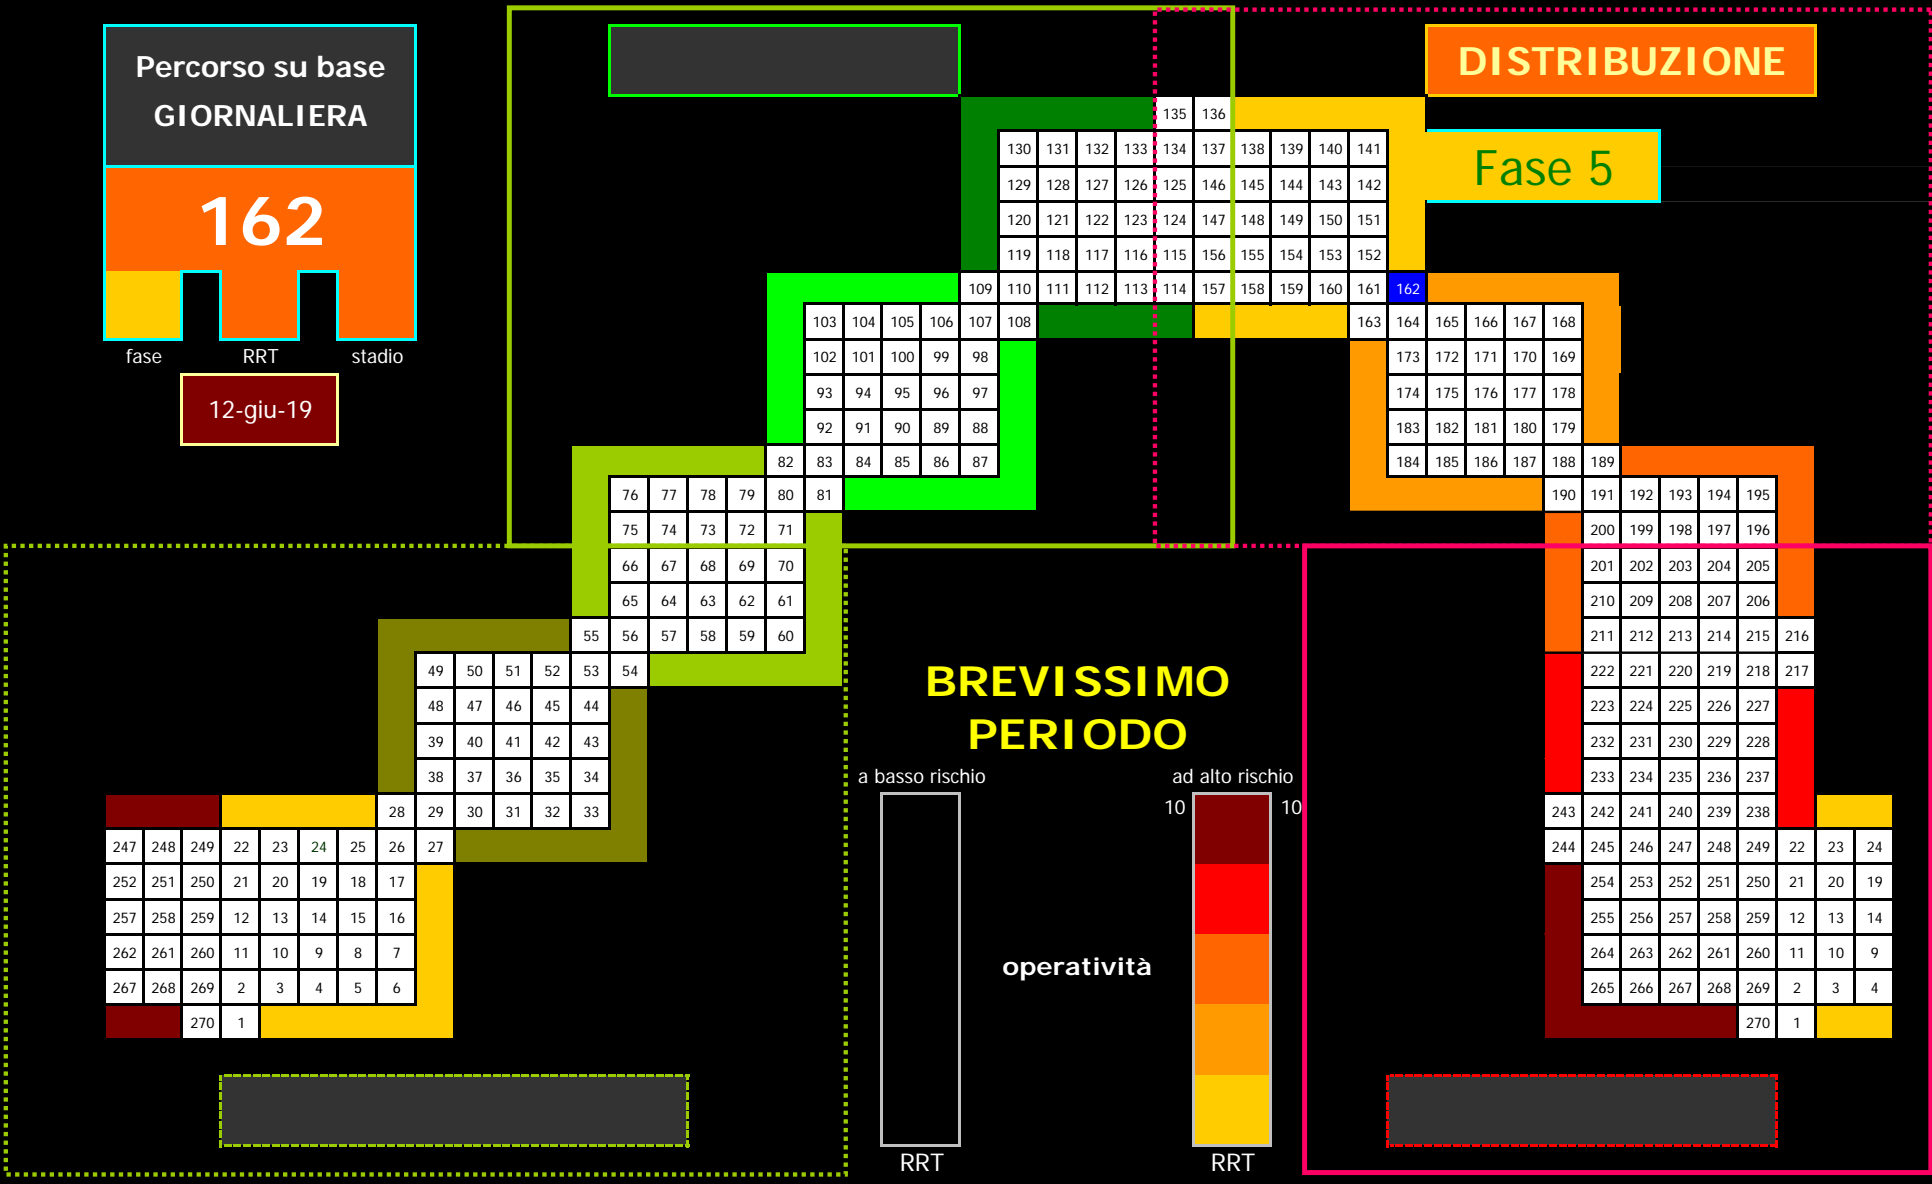 Percorso su base
GIORNALIERA
162
fase RRT stadio
12-giu-19
DISTRIBUZIONE
Fase 5
135 136
130 131 132 133 134 137 138 139 140 141
129 128 127 126 125 146 145 144 143 142
120 121 122 123 124 147 148 149 150 151
119 118 117 116 115 156 155 154 153 152
109 110 111 112 113 114 157 158 159 160 161 162
103 104 105 106 107 108 163 164 165 166 167 168
102 101 100 99 98 173 172 171 170 169
93 94 95 96 97 174 175 176 177 178
92 91 90 89 88 183 182 181 180 179
82 83 84 85 86 87 184 185 186 187 188 189
76 77 78 79 80 81 190 191 192 193 194 195
75 74 73 72 71 200 199 198 197 196
66 67 68 69 70 201 202 203 204 205
65 64 63 62 61 210 209 208 207 206
55 56 57 58 59 60 211 212 213 214 215 216
49 50 51 52 53 54 222 221 220 219 218 217
48 47 46 45 44 223 224 225 226 227
39 40 41 42 43 232 231 230 229 228
38 37 36 35 34 233 234 235 236 237
28 29 30 31 32 33 243 242 241 240 239 238
247 248 249 22 23 24 25 26 27 244 245 246 247 248 249 22 23 24
252 251 250 21 20 19 18 17 254 253 252 251 250 21 20 19
257 258 259 12 13 14 15 16 255 256 257 258 259 12 13 14
262 261 260 11 10 9 8 7 264 263 262 261 260 11 10 9
267 268 269 2 3 4 5 6 265 266 267 268 269 2 3 4
270 1 270 1
BREVISSIMO
PERIODO
a basso rischio ad alto rischio
10 10
operatività
RRT RRT